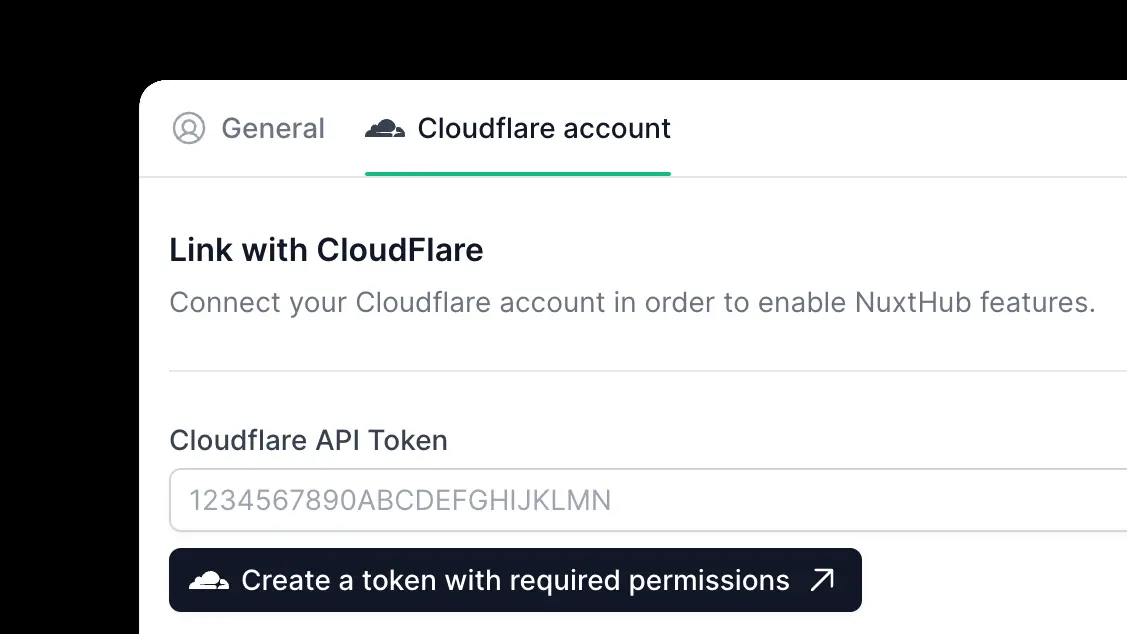 General Cloudflare account
Link with CloudFlare
Connect your Cloudflare account in order to enable NuxtHub features.
Cloudflare API Token
1234567890ABCDEFGHIJKLMN
Create a token with required permissions